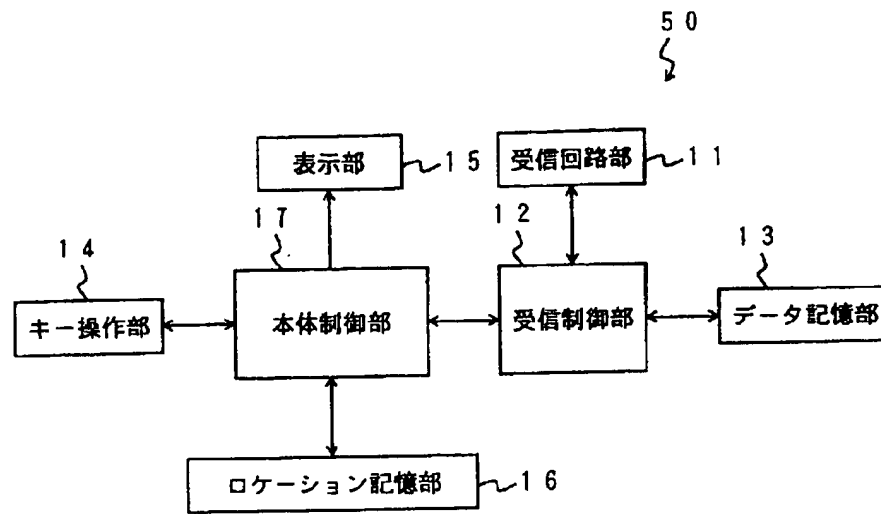 ５０
表示部
１５
受信回路部
１１
１７
１２
１４
１３
キー操作部
本体制御部
受信制御部
データ記憶部
ロケーション記憶部
１６